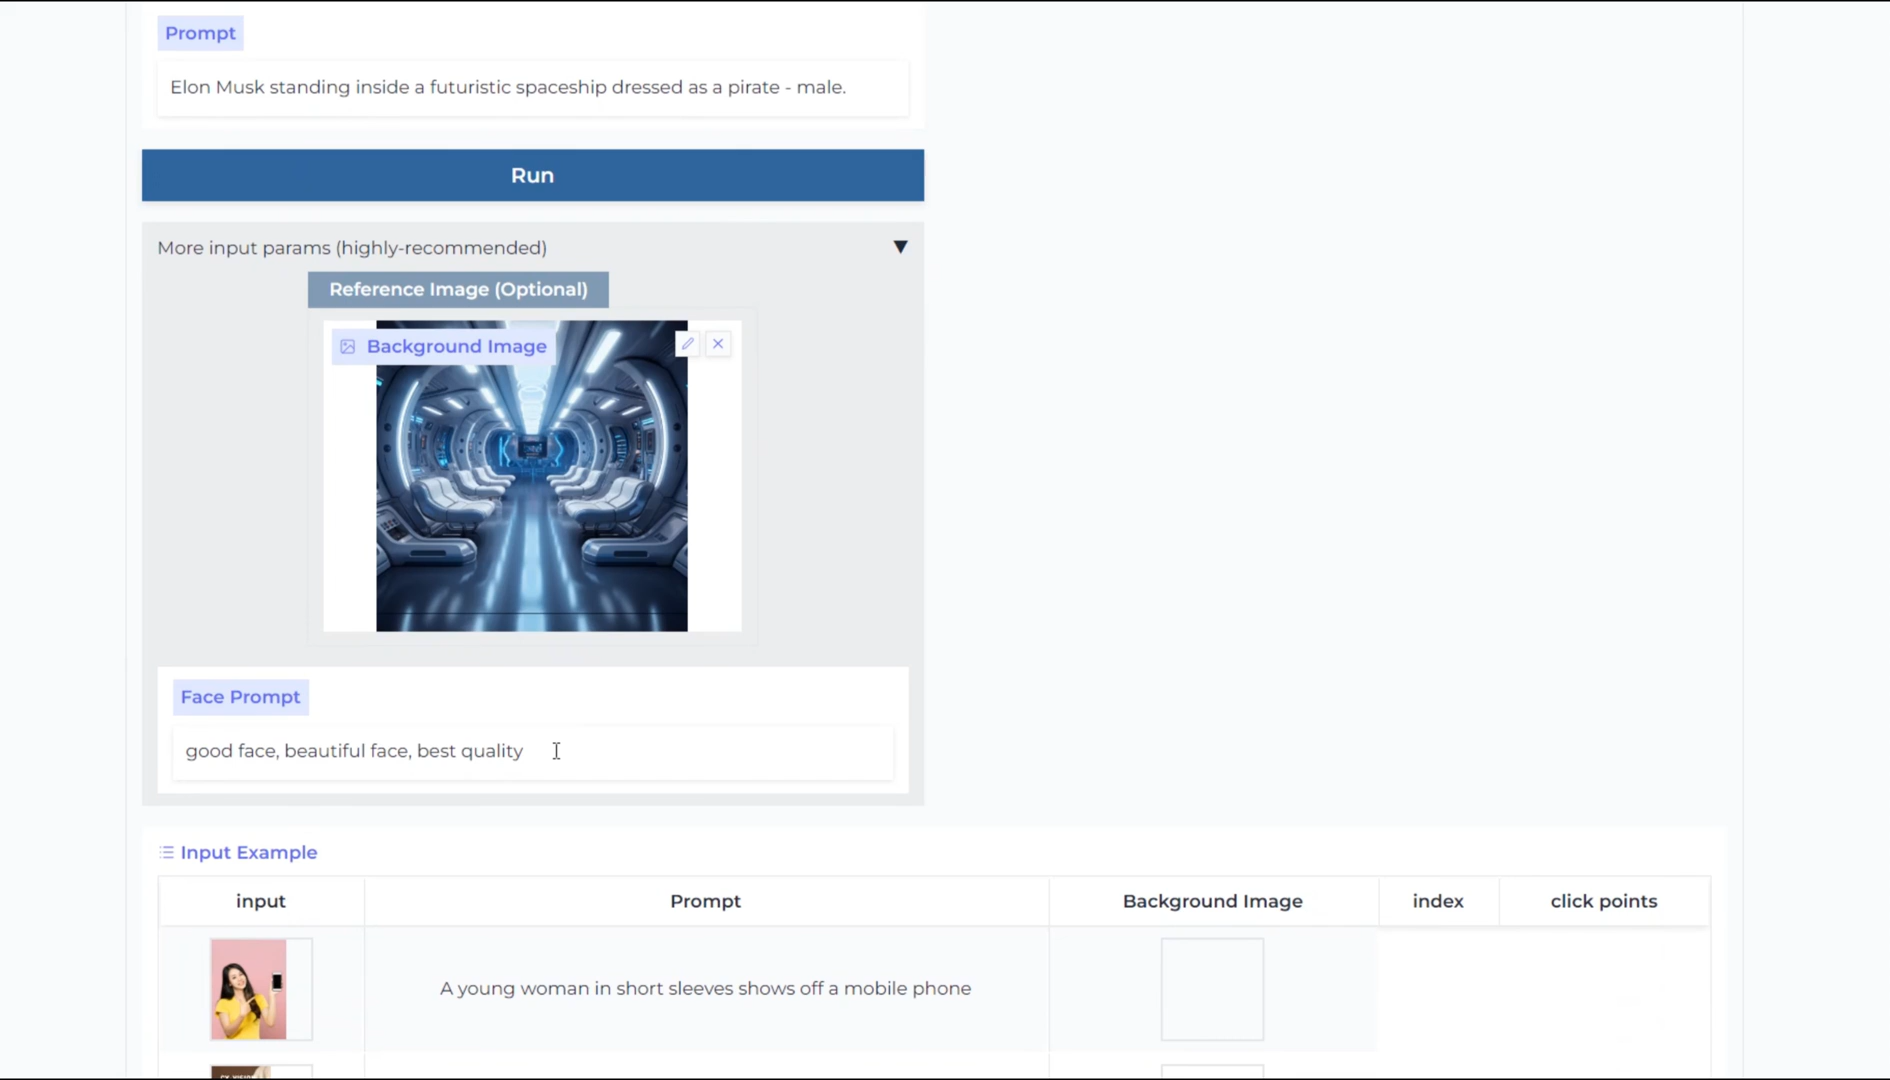 Prompt
Elon Musk standing inside a futuristic spaceship dressed as a pirate - male.
Run
More input params (highly-recommended)
Reference Image (Optional)
Background Image
Face Prompt
good face, beautiful face, best quality
Input Example
input Prompt Background Image index click points
A young woman in short sleeves shows off a mobile phone